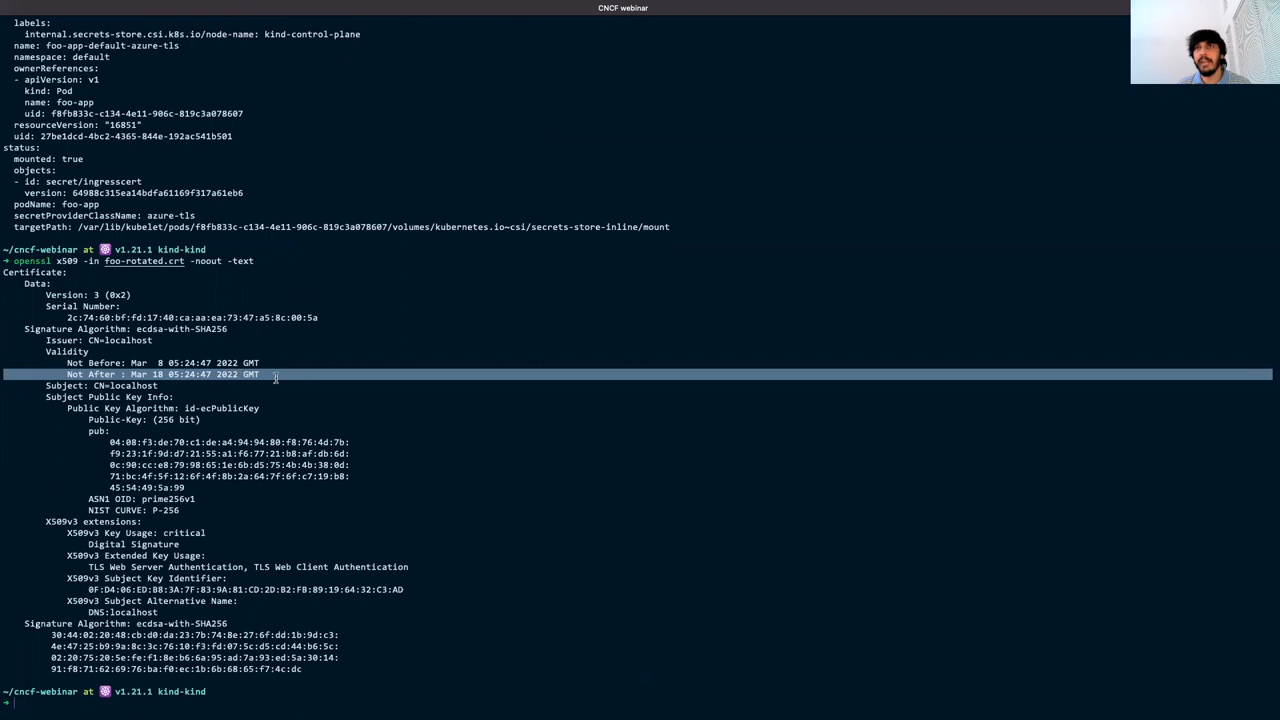 CNCF webinar
labels:
internal.secrets-store.csi.k8s.io/node-name: kind-control-plane
name: foo-app-default-azure-tls
namespace: default
ownerReferences:
- apiVersion: v1
kind: Pod
name: foo-app
uid: f8fb833c-c134-4e11-906c-819c3a078607
resourceVersion: "16851"
uid: 27be1dcd-4bc2-4365-844e-192ac541b501
status:
mounted: true
objects:
- id: secret/ingresscert
version: 64988c315ea14bdfa61169f317a61eb6
podName: foo-app
secretProviderClassName: azure-tls
targetPath: /var/lib/kubelet/pods/f8fb833c-c134-4e11-906c-819c3a078607/volumes/kubernetes.io~csi/secrets-store-inline/mount
~/cncf-webinar at v1.21.1 kind-kind
➜ openssl x509 -in foo-rotated.crt -noout -text
Certificate:
Data:
Version: 3 (0x2)
Serial Number:
2c:74:60:bf:fd:17:40:ca:aa:ea:73:47:a5:8c:00:5a
Signature Algorithm: ecdsa-with-SHA256
Issuer: CN=localhost
Validity
Not Before: Mar  8 05:24:47 2022 GMT
Not After : Mar 18 05:24:47 2022 GMT
Subject: CN=localhost
Subject Public Key Info:
Public Key Algorithm: id-ecPublicKey
Public-Key: (256 bit)
pub:
04:08:f3:de:70:c1:de:a4:94:94:80:f8:76:4d:7b:
f9:23:1f:9d:d7:21:55:a1:f6:77:21:b8:af:db:6d:
0c:90:cc:e8:79:98:65:1e:6b:d5:75:4b:4b:38:0d:
71:bc:4f:5f:12:6f:4f:8b:2a:64:7f:6f:c7:19:b8:
45:54:49:5a:99
ASN1 OID: prime256v1
NIST CURVE: P-256
X509v3 extensions:
X509v3 Key Usage: critical
Digital Signature
X509v3 Extended Key Usage:
TLS Web Server Authentication, TLS Web Client Authentication
X509v3 Subject Key Identifier:
0F:D4:06:ED:B8:3A:7F:83:9A:81:CD:2D:B2:FB:89:19:64:32:C3:AD
X509v3 Subject Alternative Name:
DNS:localhost
Signature Algorithm: ecdsa-with-SHA256
30:44:02:20:48:cb:d0:da:23:7b:74:8e:27:6f:dd:1b:9d:c3:
4e:47:25:b9:9a:8c:3c:76:10:f3:fd:07:5c:d5:cd:44:b6:5c:
02:20:75:20:5e:fe:f1:8e:b6:6a:95:ad:7a:93:ed:5a:30:14:
91:f8:71:62:69:76:ba:f0:ec:1b:6b:68:65:f7:4c:dc
~/cncf-webinar at v1.21.1 kind-kind
➜